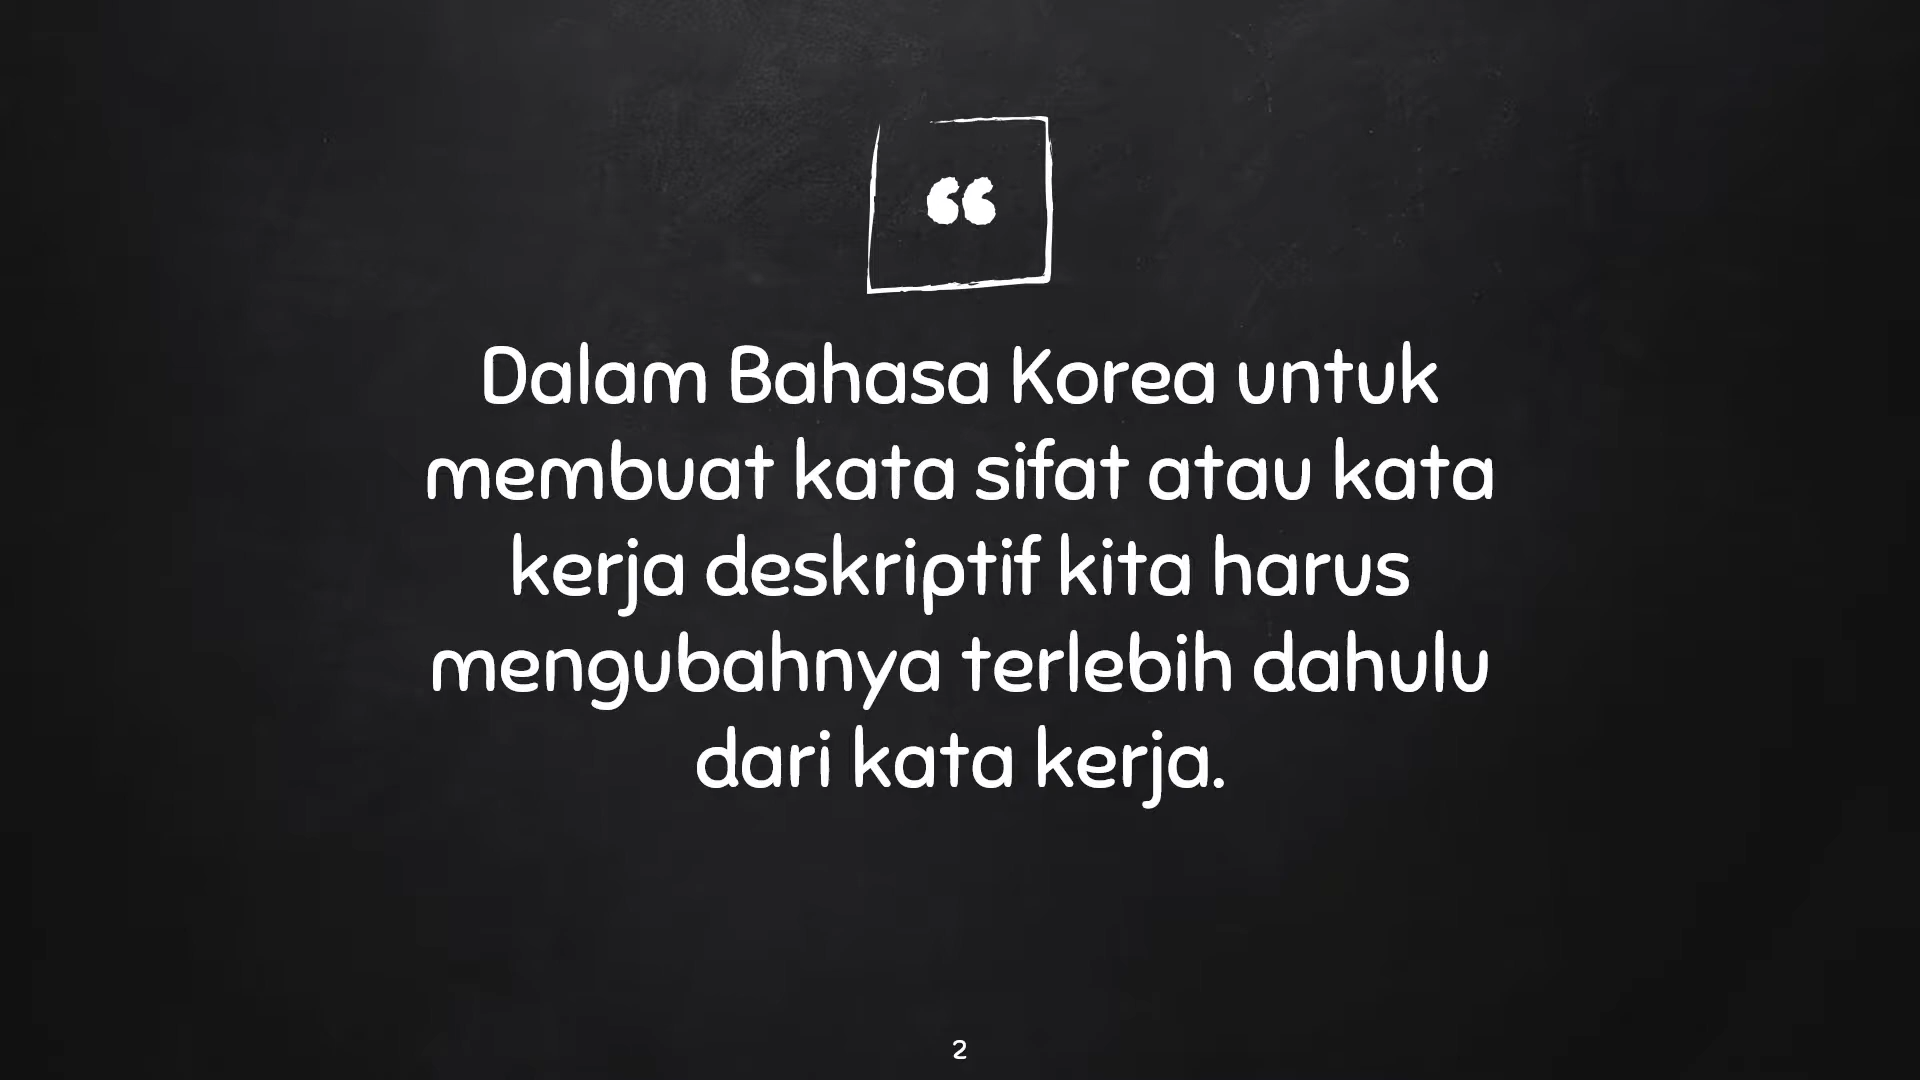 “
Dalam Bahasa Korea untuk
membuat kata sifat atau kata
kerja deskriptif kita harus
mengubahnya terlebih dahulu
dari kata kerja.
2